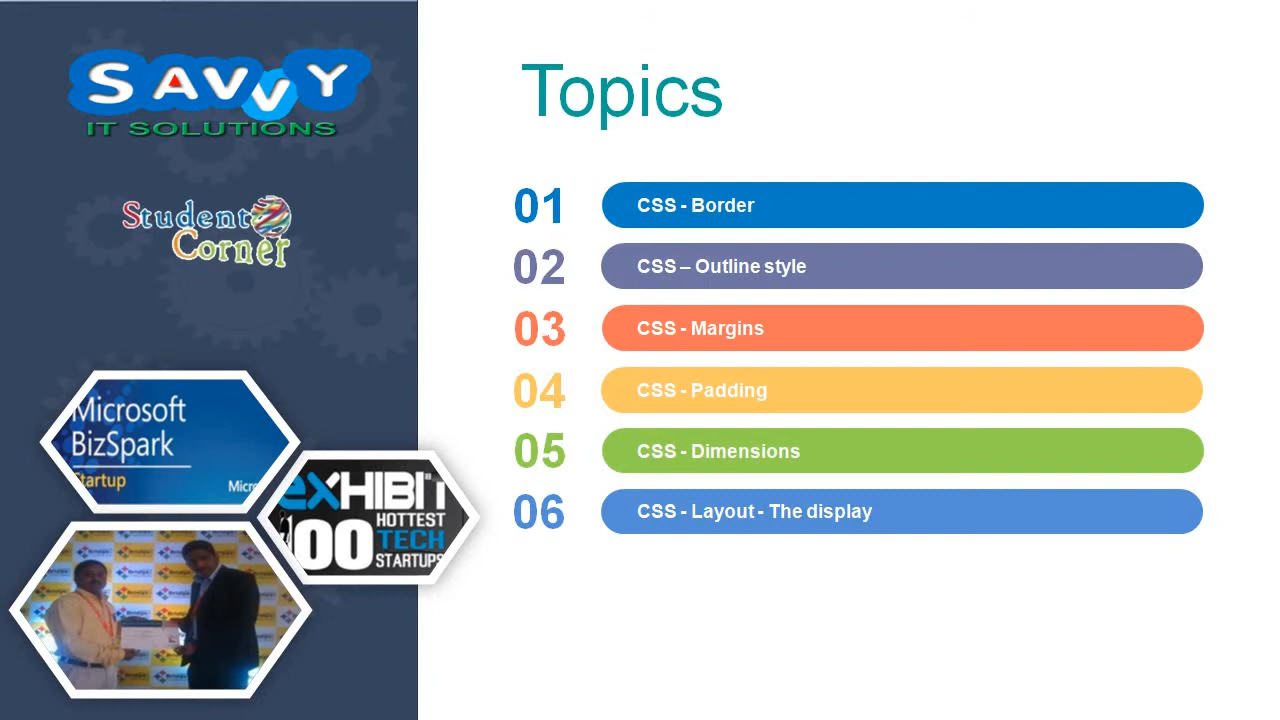 SAVVY
IT SOLUTIONS
Student
Corner
Microsoft
BizSpark
Startup
EXHIBIT
100
HOTTEST
TECH
STARTUPS
Topics
01 CSS - Border
02 CSS – Outline style
03 CSS - Margins
04 CSS - Padding
05 CSS - Dimensions
06 CSS - Layout - The display